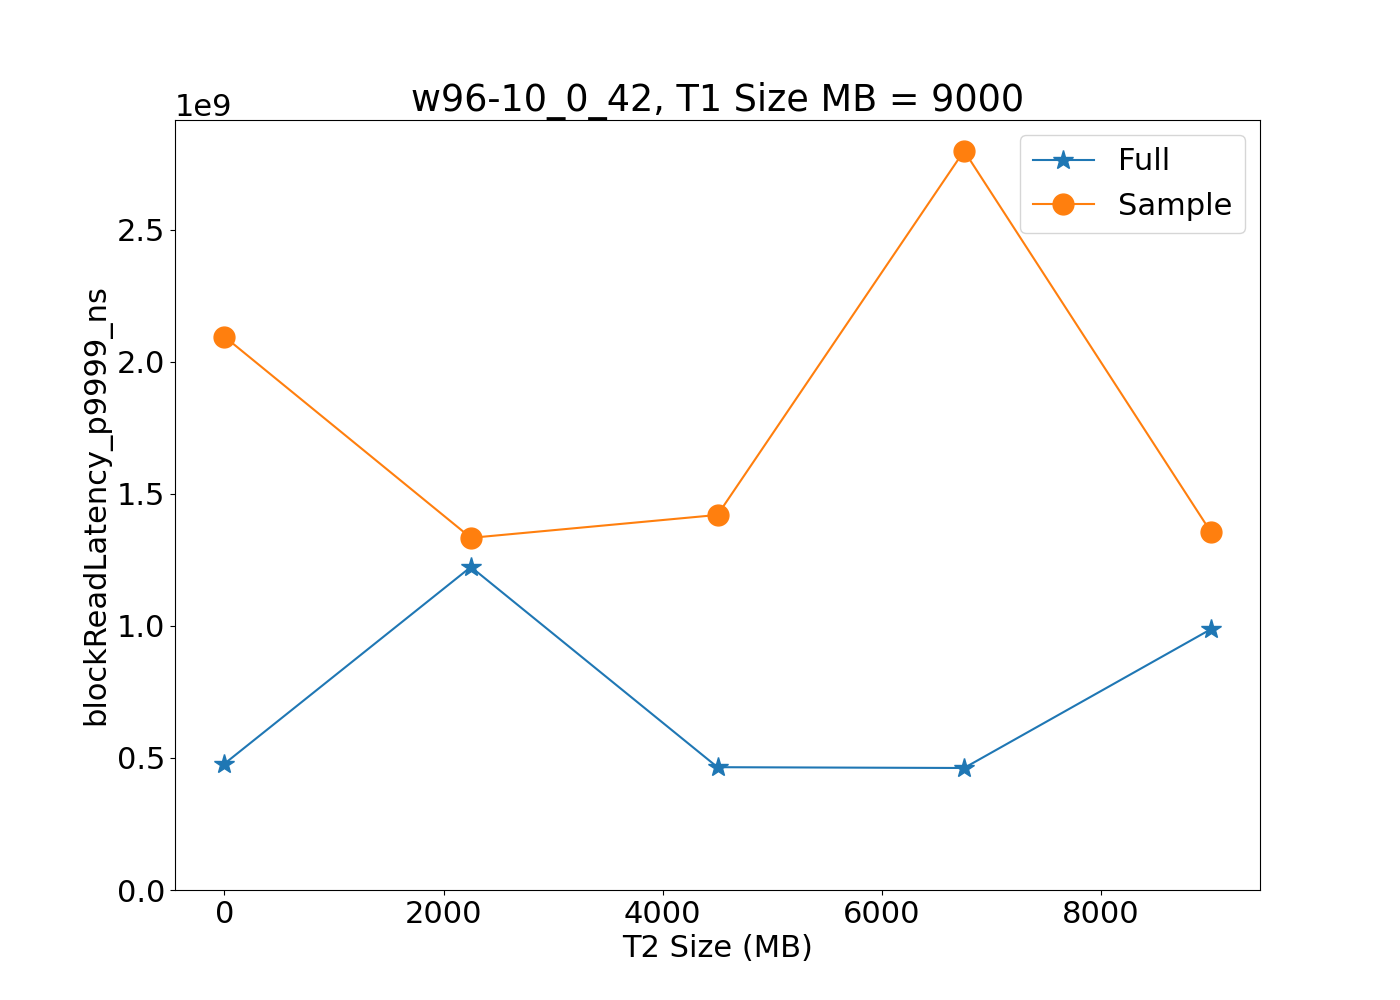 w96-10_0_42, T1 Size MB = 9000
1e9
Full
Sample
2.5
2.0
1.5
1.0
0.5
0.0
blockReadLatency_p9999_ns
0 2000 4000 6000 8000
T2 Size (MB)